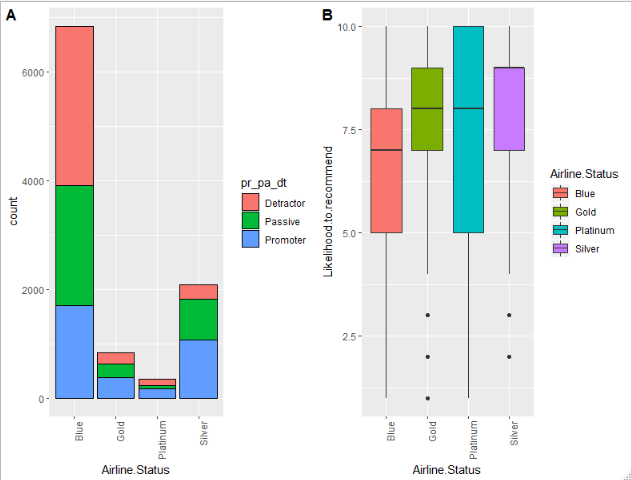 A
count
6000
4000
2000
0
Blue
Gold
Platinum
Silver
Airline.Status
pr_pa_dt
Detractor
Passive
Promoter
B
Likelihood.to.recommend
10.0
7.5
5.0
2.5
Blue
Gold
Platinum
Silver
Airline.Status
Airline.Status
Blue
Gold
Platinum
Silver